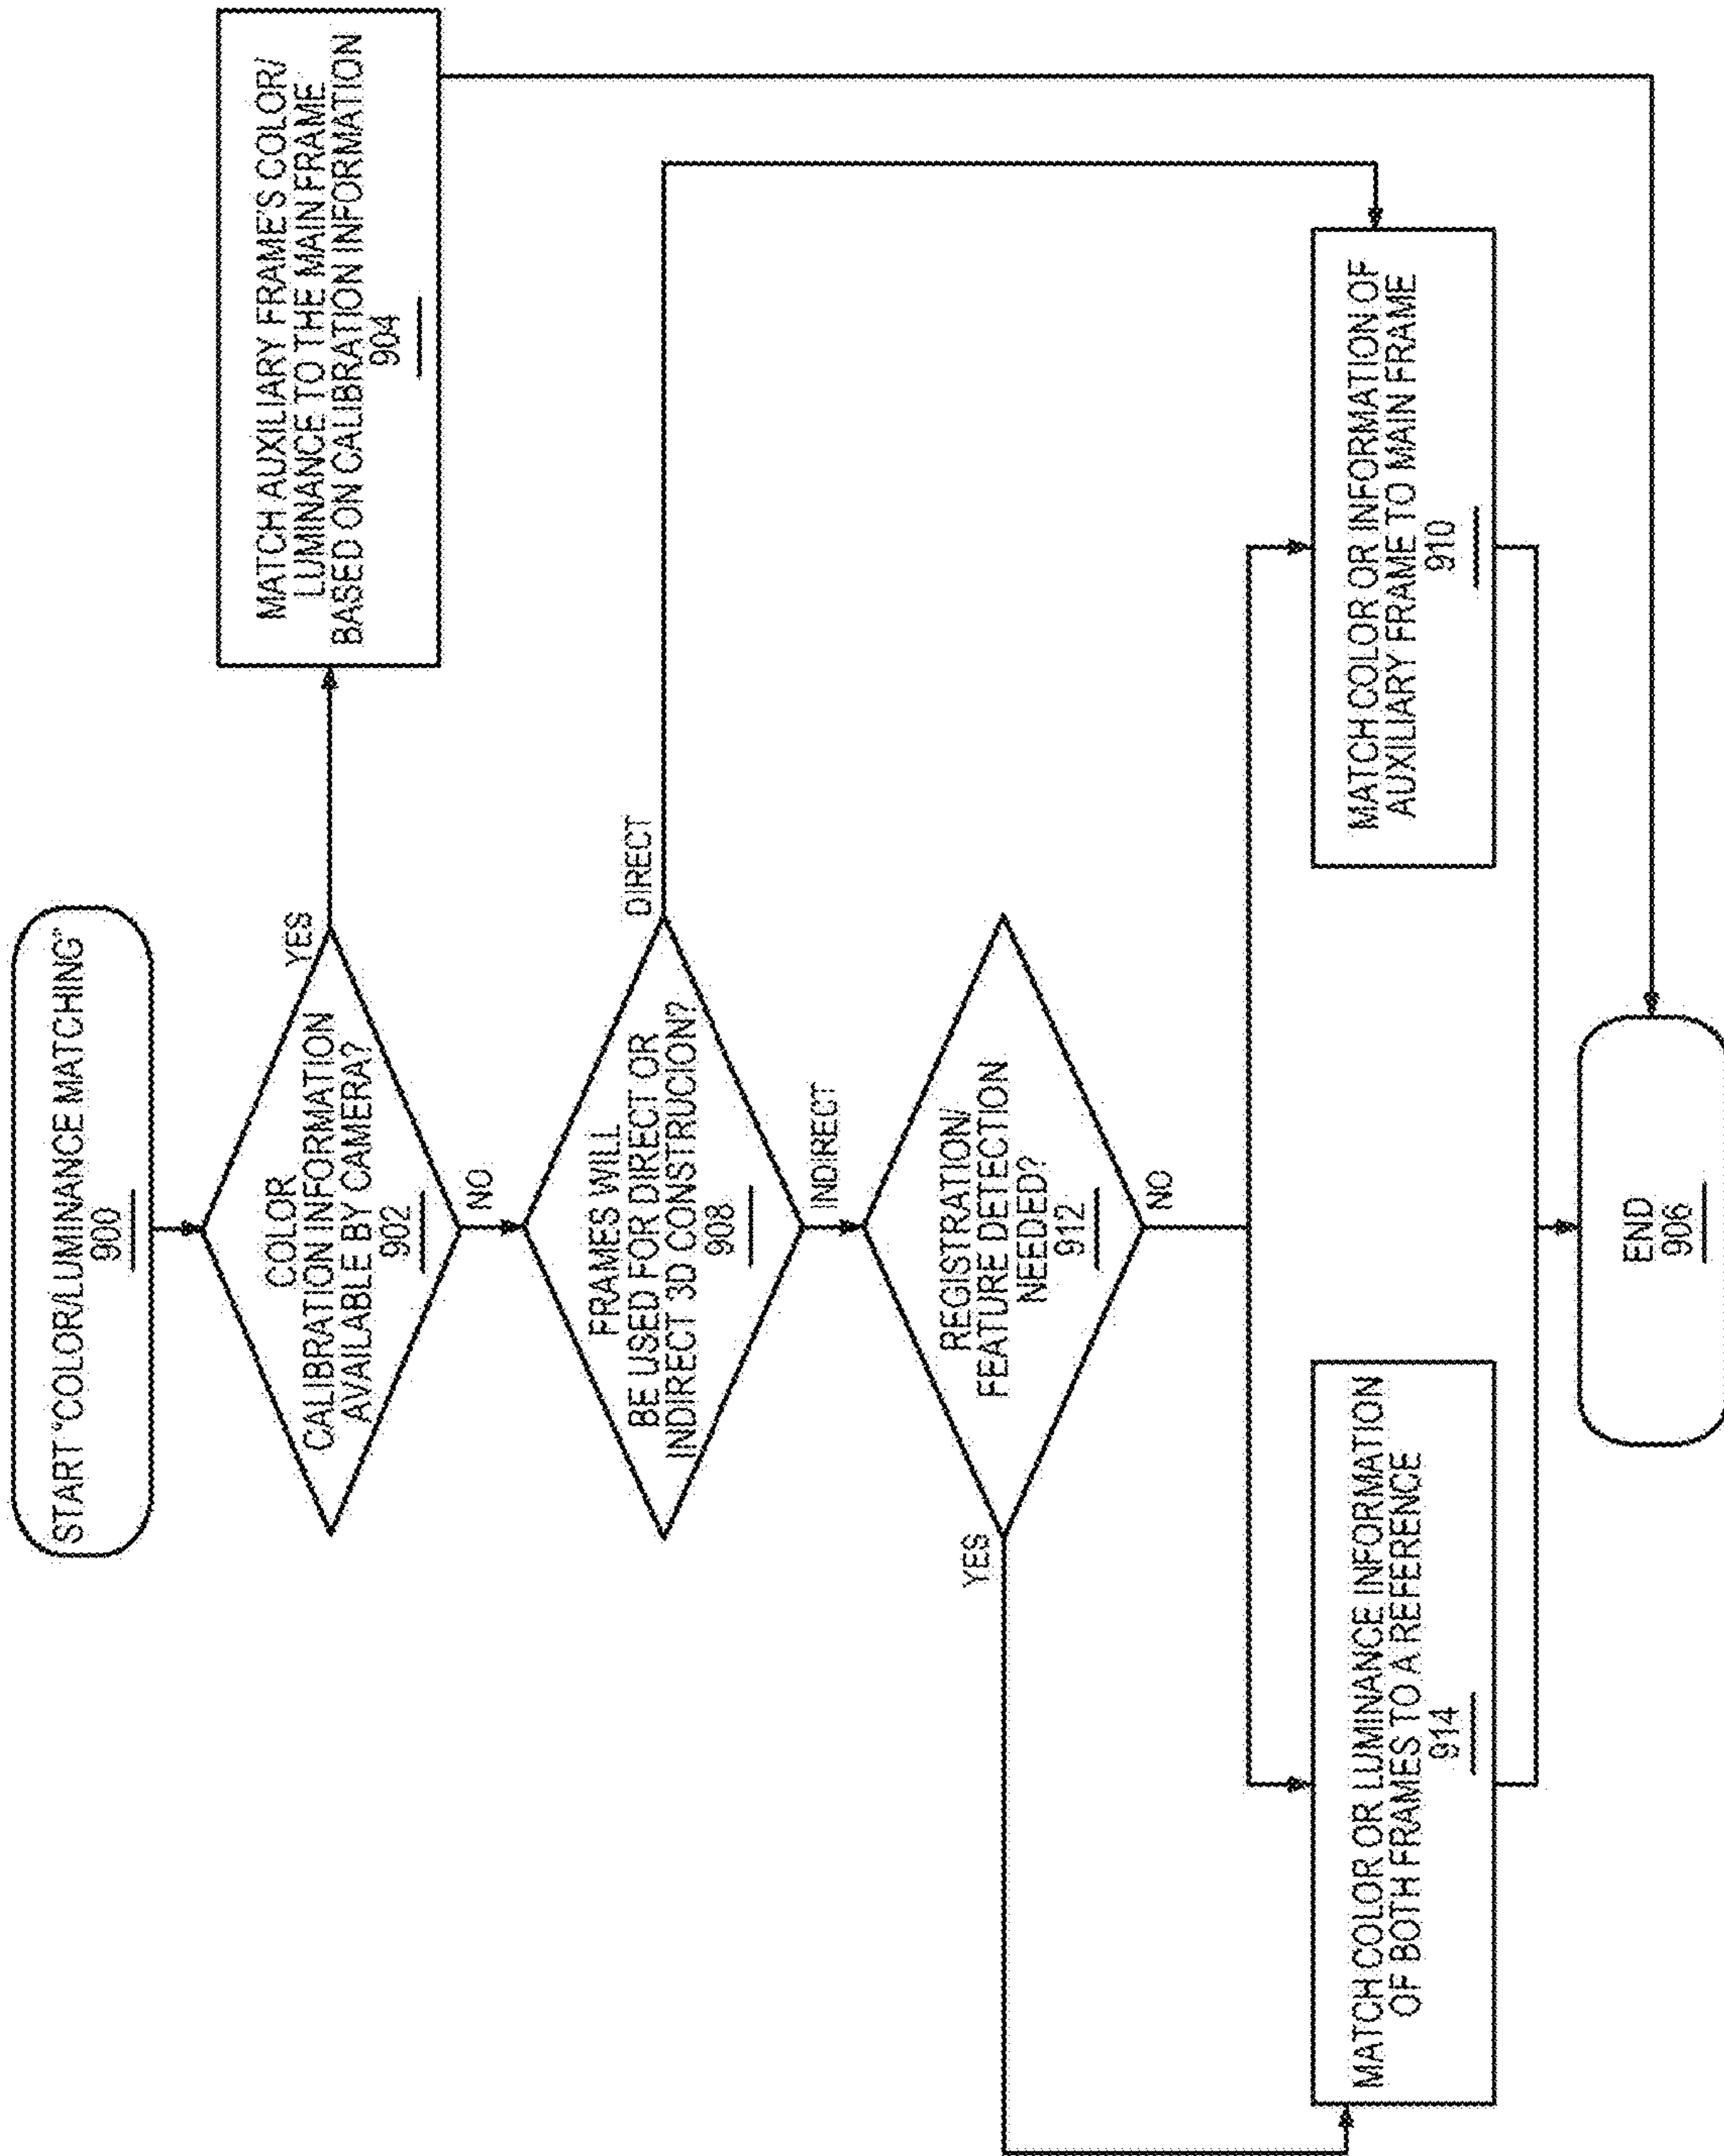 START "COLOR/LUMINANCE MATCHING"
900
COLOR
CALIBRATION INFORMATION
AVAILABLE BY CAMERA?
902
YES
MATCH AUXILIARY FRAME'S COLOR/
LUMINANCE TO THE MAIN FRAME
BASED ON CALIBRATION INFORMATION
904
NO
FRAMES WILL
BE USED FOR DIRECT OR
INDIRECT 3D CONSTRUCION?
908
DIRECT
INDIRECT
REGISTRATION/
FEATURE DETECTION
NEEDED?
912
YES
NO
MATCH COLOR OR LUMINANCE INFORMATION
OF BOTH FRAMES TO A REFERENCE
914
MATCH COLOR OR INFORMATION OF
AUXILIARY FRAME TO MAIN FRAME
910
END
906